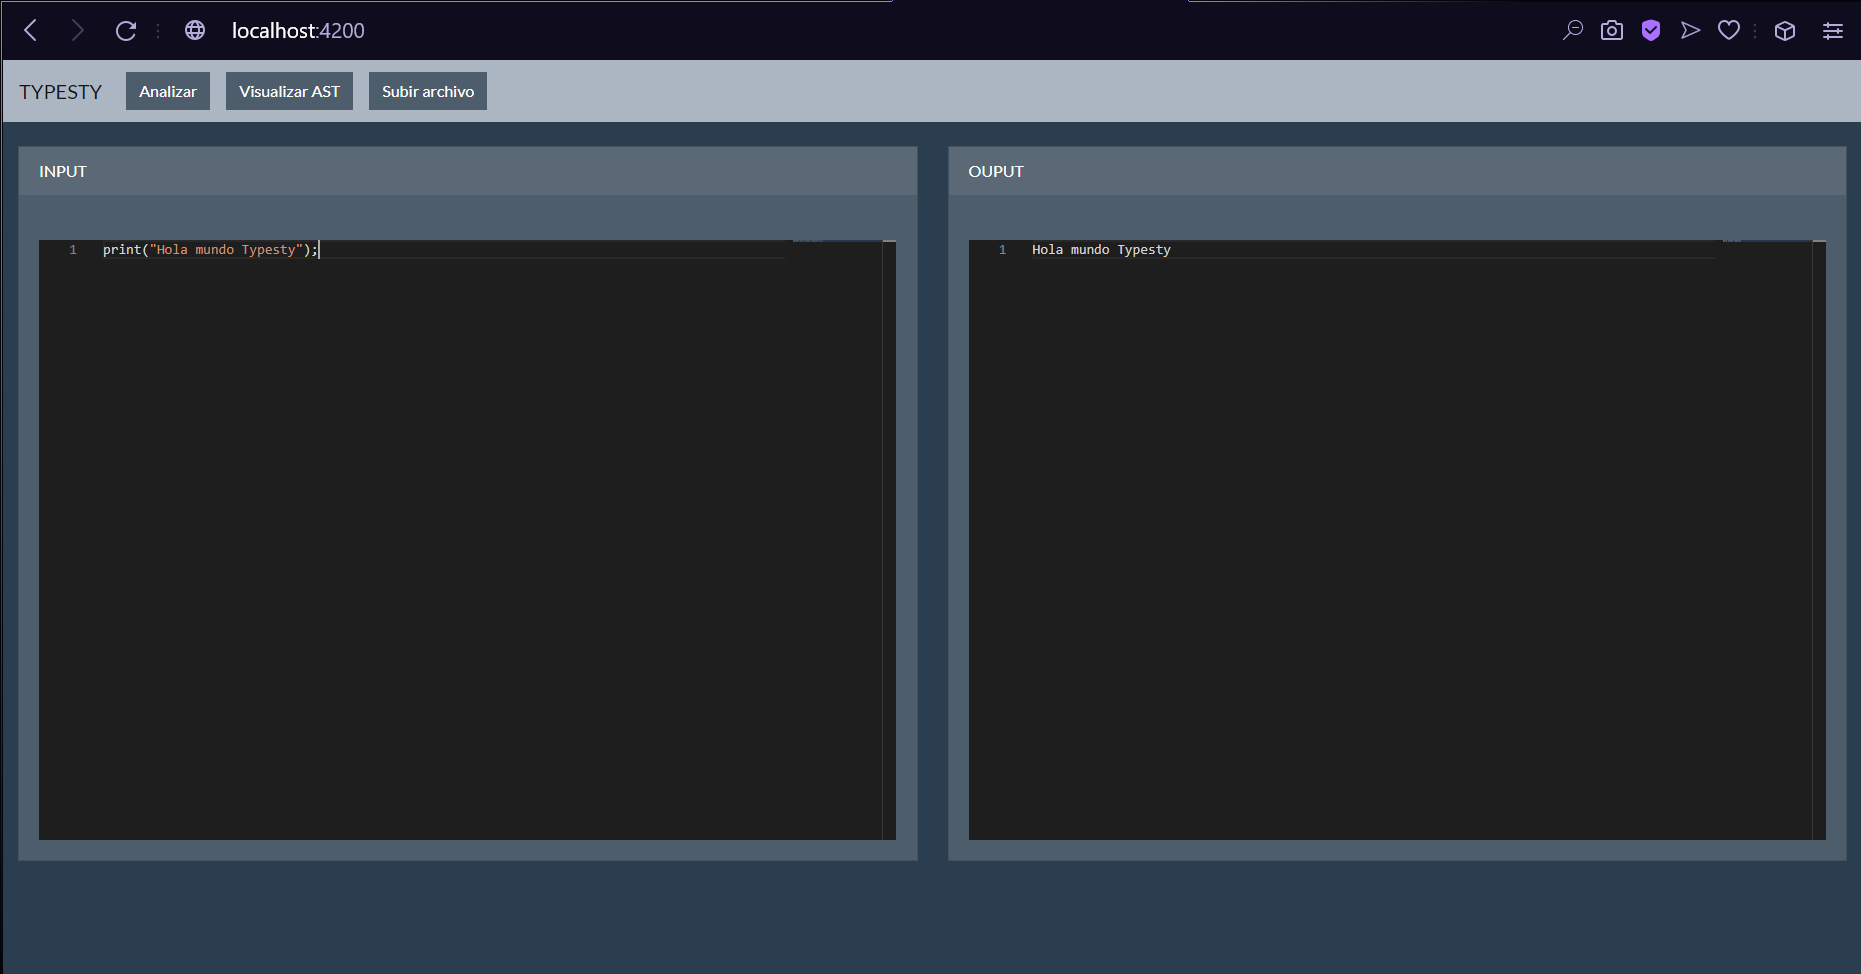 localhost:4200
TYPESTY Analizar Visualizar AST Subir archivo
INPUT
1 print("Hola mundo Typesty");
OUPUT
1 Hola mundo Typesty